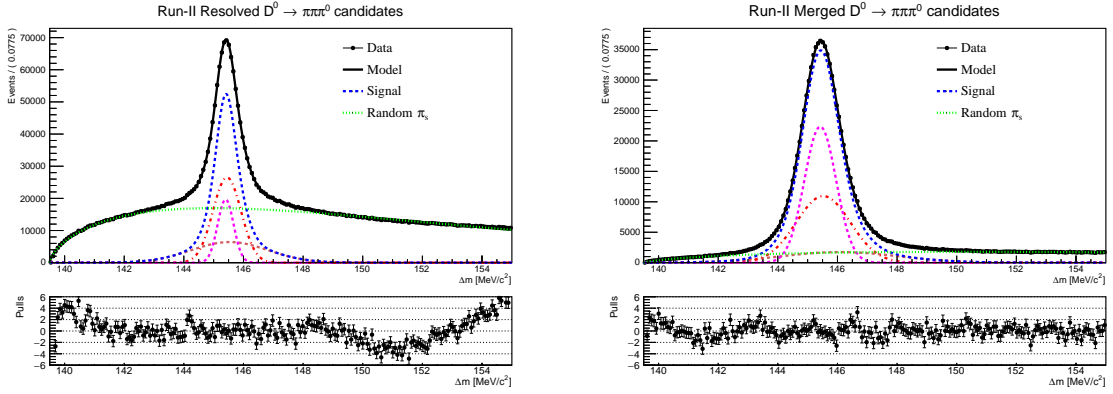 Run-II Resolved D⁰ → πππ⁰ candidates
Events / ( 0.0775 )
70000
60000
50000
40000
30000
20000
10000
0
Data
Model
Signal
Random πₛ
140 142 144 146 148 150 152 154
Δm [MeV/c²]
Pulls
6
4
2
0
−2
−4
−6
140 142 144 146 148 150 152 154
Δm [MeV/c²]
Run-II Merged D⁰ → πππ⁰ candidates
Events / ( 0.0775 )
35000
30000
25000
20000
15000
10000
5000
0
Data
Model
Signal
Random πₛ
140 142 144 146 148 150 152 154
Δm [MeV/c²]
Pulls
6
4
2
0
−2
−4
−6
140 142 144 146 148 150 152 154
Δm [MeV/c²]